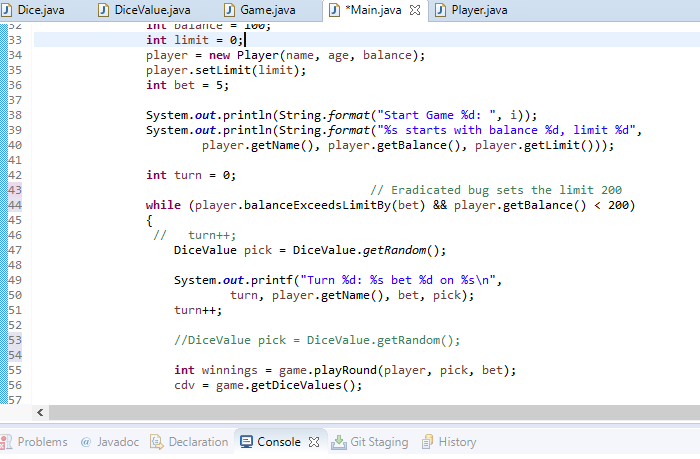 Dice.java DiceValue.java Game.java *Main.java Player.java
32 int balance = 100;
33 int limit = 0;
34 player = new Player(name, age, balance);
35 player.setLimit(limit);
36 int bet = 5;
37
38 System.out.println(String.format("Start Game %d: ", i));
39 System.out.println(String.format("%s starts with balance %d, limit %d",
40 player.getName(), player.getBalance(), player.getLimit()));
41
42 int turn = 0;
43 // Eradicated bug sets the limit 200
44 while (player.balanceExceedsLimitBy(bet) && player.getBalance() < 200)
45 {
46 // turn++;
47 DiceValue pick = DiceValue.getRandom();
48
49 System.out.printf("Turn %d: %s bet %d on %s\n",
50 turn, player.getName(), bet, pick);
51 turn++;
52
53 //DiceValue pick = DiceValue.getRandom();
54
55 int winnings = game.playRound(player, pick, bet);
56 cdv = game.getDiceValues();
57
Problems @ Javadoc Declaration Console Git Staging History